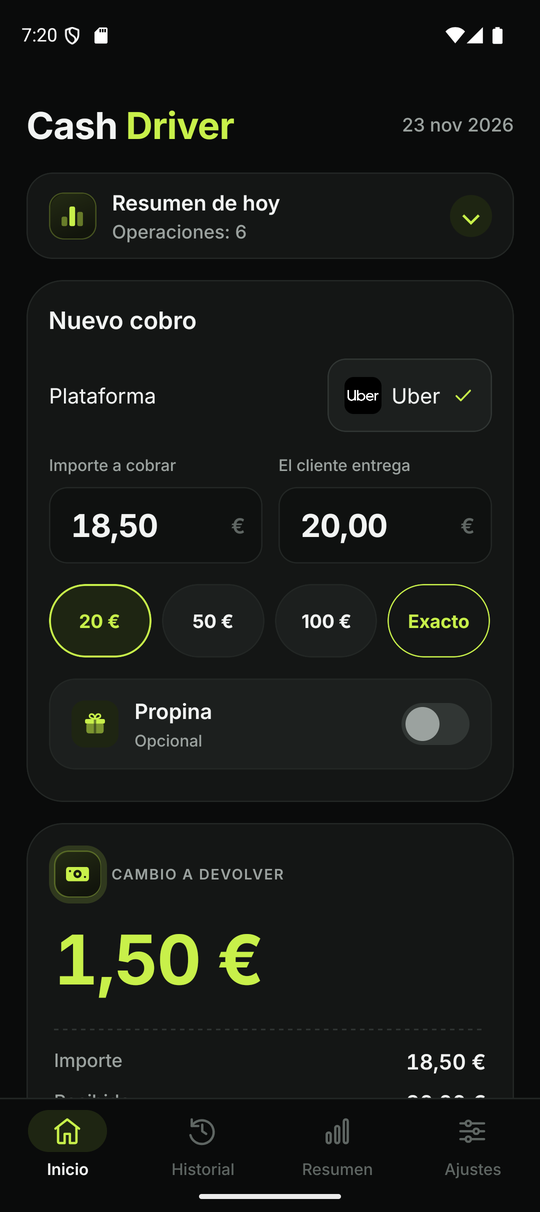 7:20
Cash Driver
23 nov 2026
Resumen de hoy
Operaciones: 6
Nuevo cobro
Plataforma
Uber Uber
Importe a cobrar
El cliente entrega
18,50 €
20,00 €
20 € 50 € 100 € Exacto
Propina
Opcional
CAMBIO A DEVOLVER
1,50 €
Importe 18,50 €
Inicio Historial Resumen Ajustes